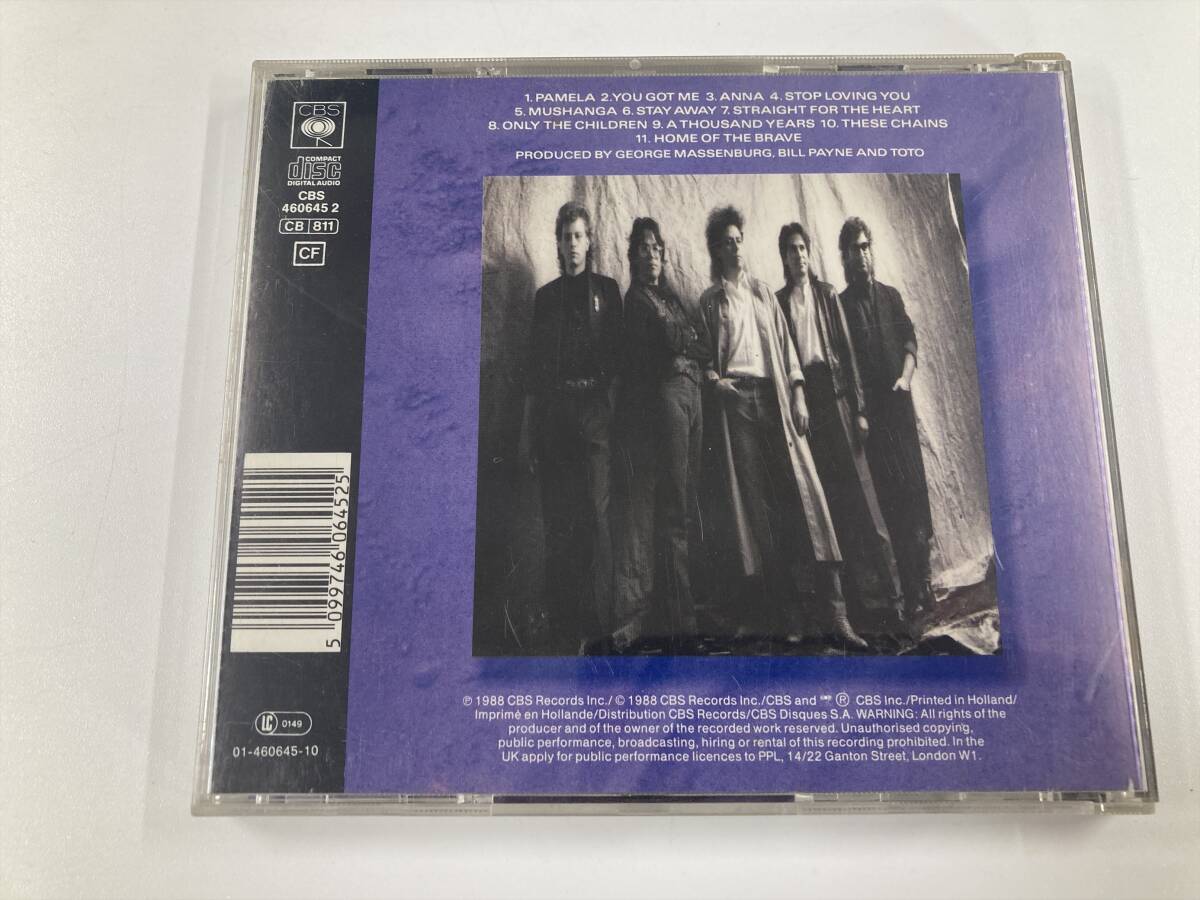 1. PAMELA 2. YOU GOT ME 3. ANNA 4. STOP LOVING YOU
5. MUSHANGA 6. STAY AWAY 7. STRAIGHT FOR THE HEART
8. ONLY THE CHILDREN 9. A THOUSAND YEARS 10. THESE CHAINS
11. HOME OF THE BRAVE
PRODUCED BY GEORGE MASSENBURG, BILL PAYNE AND TOTO
CBS
COMPACT
disc
DIGITAL AUDIO
CBS
460645 2
CB 811
CF
5 099746 064525
LC 0149
01-460645-10
℗ 1988 CBS Records Inc./© 1988 CBS Records Inc./CBS and ® CBS Inc./Printed in Holland/
Imprimé en Hollande/Distribution CBS Records/CBS Disques S.A. WARNING: All rights of the
producer and of the owner of the recorded work reserved. Unauthorised copying,
public performance, broadcasting, hiring or rental of this recording prohibited. In the
UK apply for public performance licences to PPL, 14/22 Ganton Street, London W1.